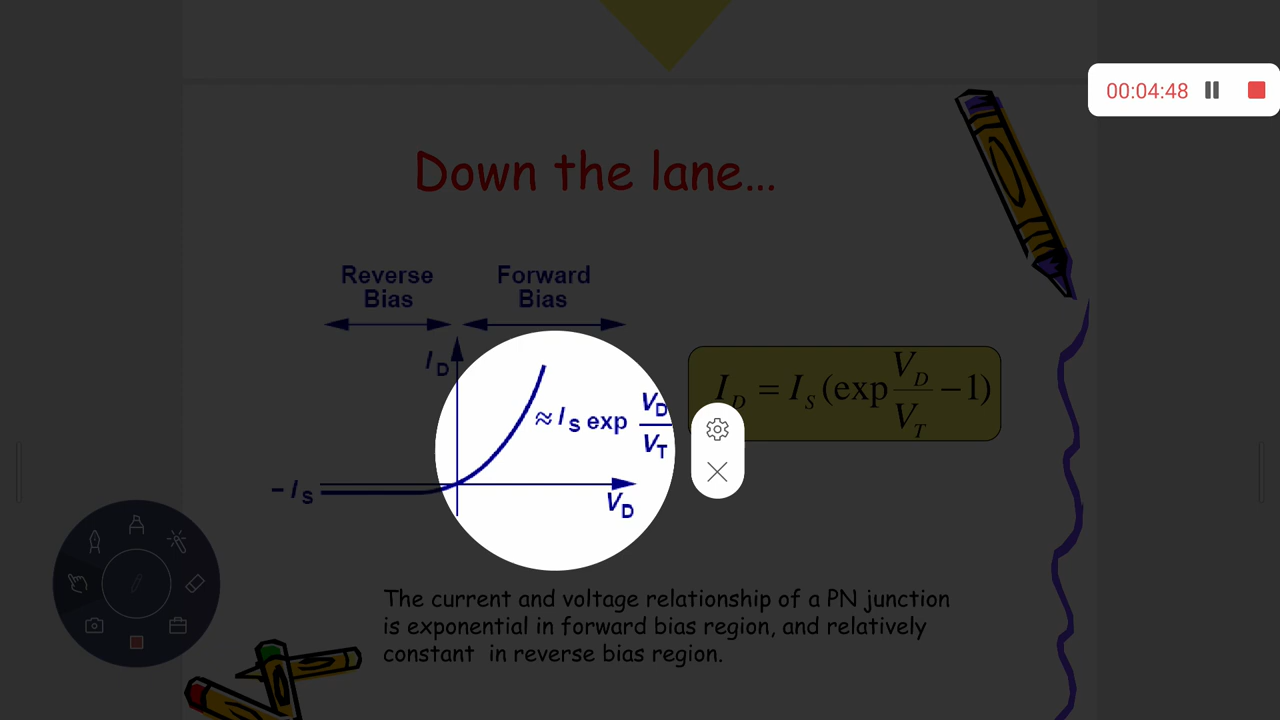 00:04:48
Down the lane...
Reverse Bias
Forward Bias
I_D
I_D = I_S (exp V_D/V_T −1)
≈ I_S exp V_D/V_T
− I_S
V_D
The current and voltage relationship of a PN junction
is exponential in forward bias region, and relatively
constant in reverse bias region.